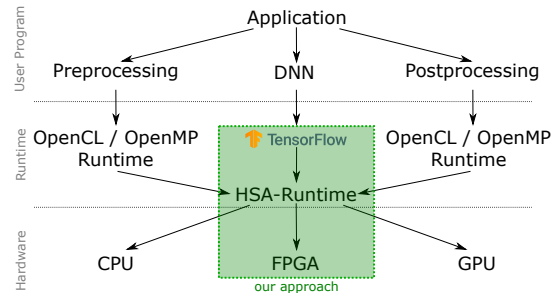 Application
User Program
Preprocessing
DNN
Postprocessing
Runtime
OpenCL / OpenMP
Runtime
TensorFlow
OpenCL / OpenMP
Runtime
HSA-Runtime
Hardware
CPU
FPGA
GPU
our approach